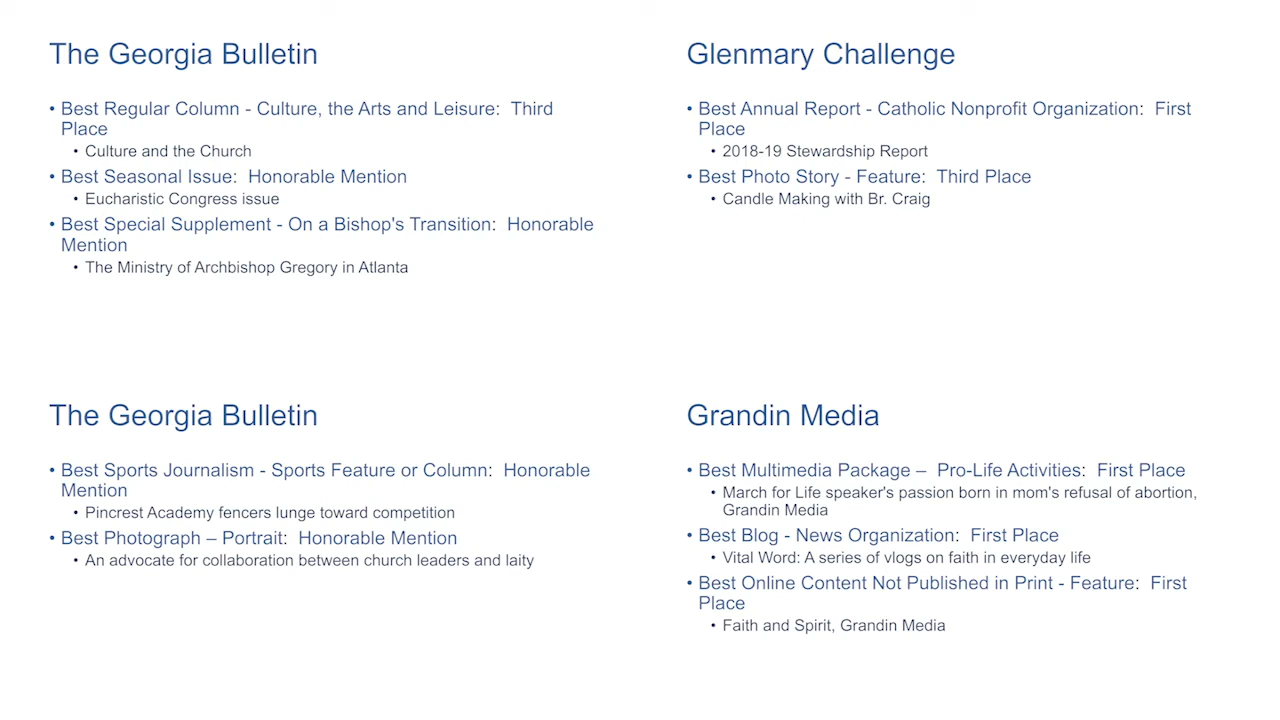 The Georgia Bulletin
• Best Regular Column - Culture, the Arts and Leisure:  Third
Place
• Culture and the Church
• Best Seasonal Issue:  Honorable Mention
• Eucharistic Congress issue
• Best Special Supplement - On a Bishop's Transition:  Honorable
Mention
• The Ministry of Archbishop Gregory in Atlanta
Glenmary Challenge
• Best Annual Report - Catholic Nonprofit Organization:  First
Place
• 2018-19 Stewardship Report
• Best Photo Story - Feature:  Third Place
• Candle Making with Br. Craig
The Georgia Bulletin
• Best Sports Journalism - Sports Feature or Column:  Honorable
Mention
• Pincrest Academy fencers lunge toward competition
• Best Photograph – Portrait:  Honorable Mention
• An advocate for collaboration between church leaders and laity
Grandin Media
• Best Multimedia Package –  Pro-Life Activities:  First Place
• March for Life speaker's passion born in mom's refusal of abortion,
Grandin Media
• Best Blog - News Organization:  First Place
• Vital Word: A series of vlogs on faith in everyday life
• Best Online Content Not Published in Print - Feature:  First
Place
• Faith and Spirit, Grandin Media